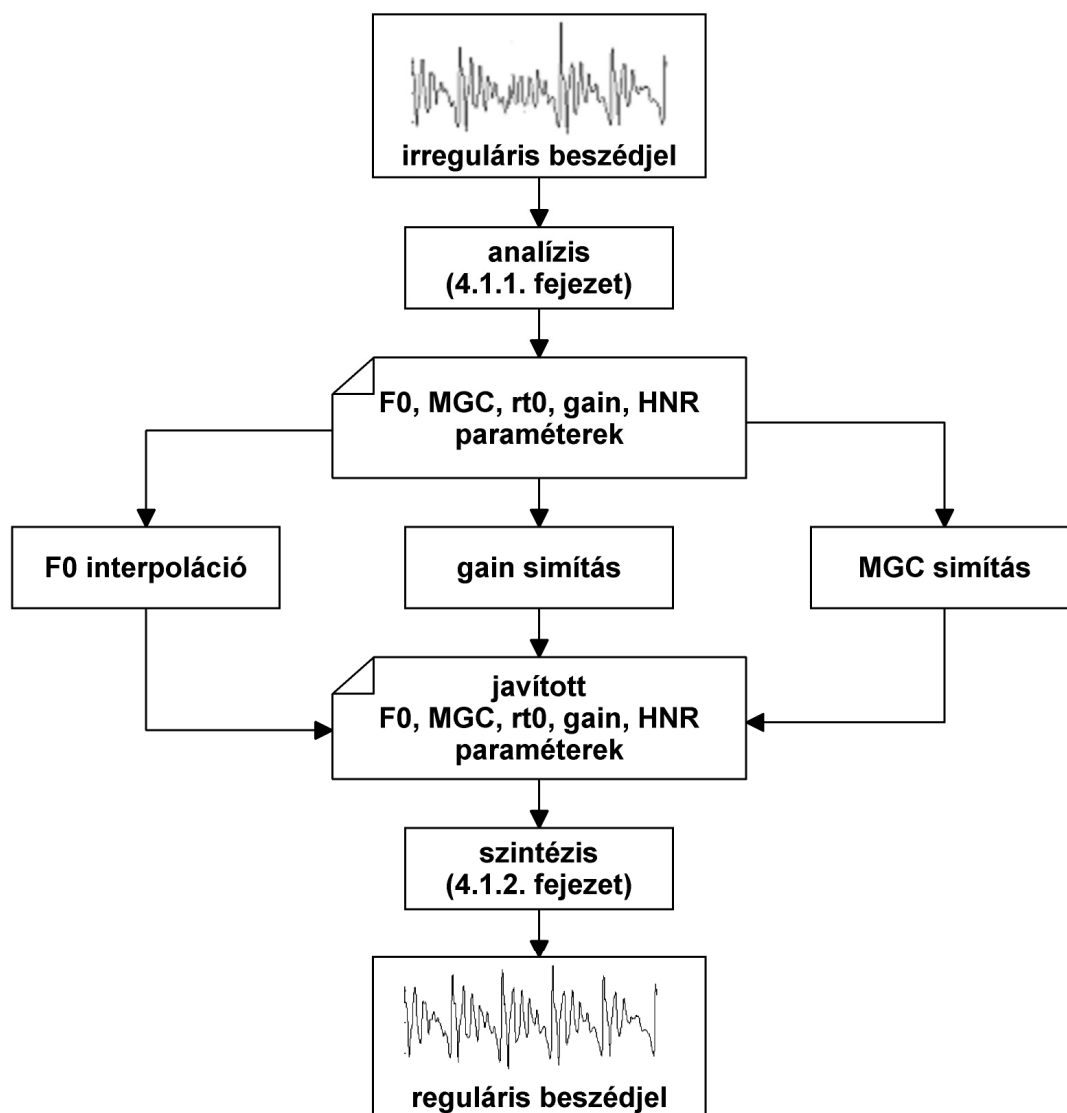 irreguláris beszédjel
analízis
(4.1.1. fejezet)
F0, MGC, rt0, gain, HNR
paraméterek
F0 interpoláció
gain simítás
MGC simítás
javított
F0, MGC, rt0, gain, HNR
paraméterek
szintézis
(4.1.2. fejezet)
reguláris beszédjel